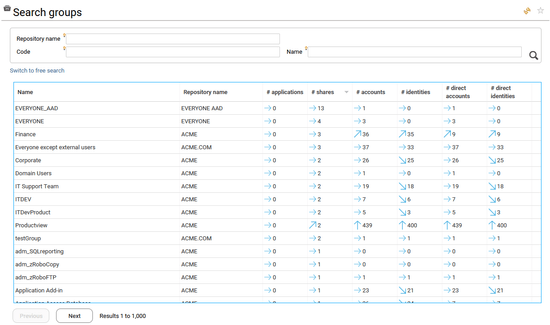 Search groups
Repository name
Code
Name
Switch to free search
Name Repository name # applications # shares # accounts # identities # direct accounts # direct identities
EVERYONE_AAD EVERYONE AAD 0 13 1 0 1 0
EVERYONE EVERYONE 0 4 3 0 3 0
Finance ACME 0 3 36 35 9 9
Everyone except external users ACME.COM 0 3 37 33 37 33
Corporate ACME 0 2 26 25 26 25
Domain Users ACME 0 2 1 0 1 0
IT Support Team ACME 0 2 19 18 19 18
ITDEV ACME 0 2 7 6 7 6
ITDevProduct ACME 0 2 5 3 5 3
Productview ACME 0 2 439 400 439 400
testGroup ACME.COM 0 2 1 1 1 1
adm_SQLreporting ACME 0 1 0 0 0 0
adm_zRoboCopy ACME 0 1 0 0 0 0
adm_zRoboFTP ACME 0 1 1 1 1 1
Application Add-in ACME 0 1 23 21 23 21
Previous Next Results 1 to 1,000